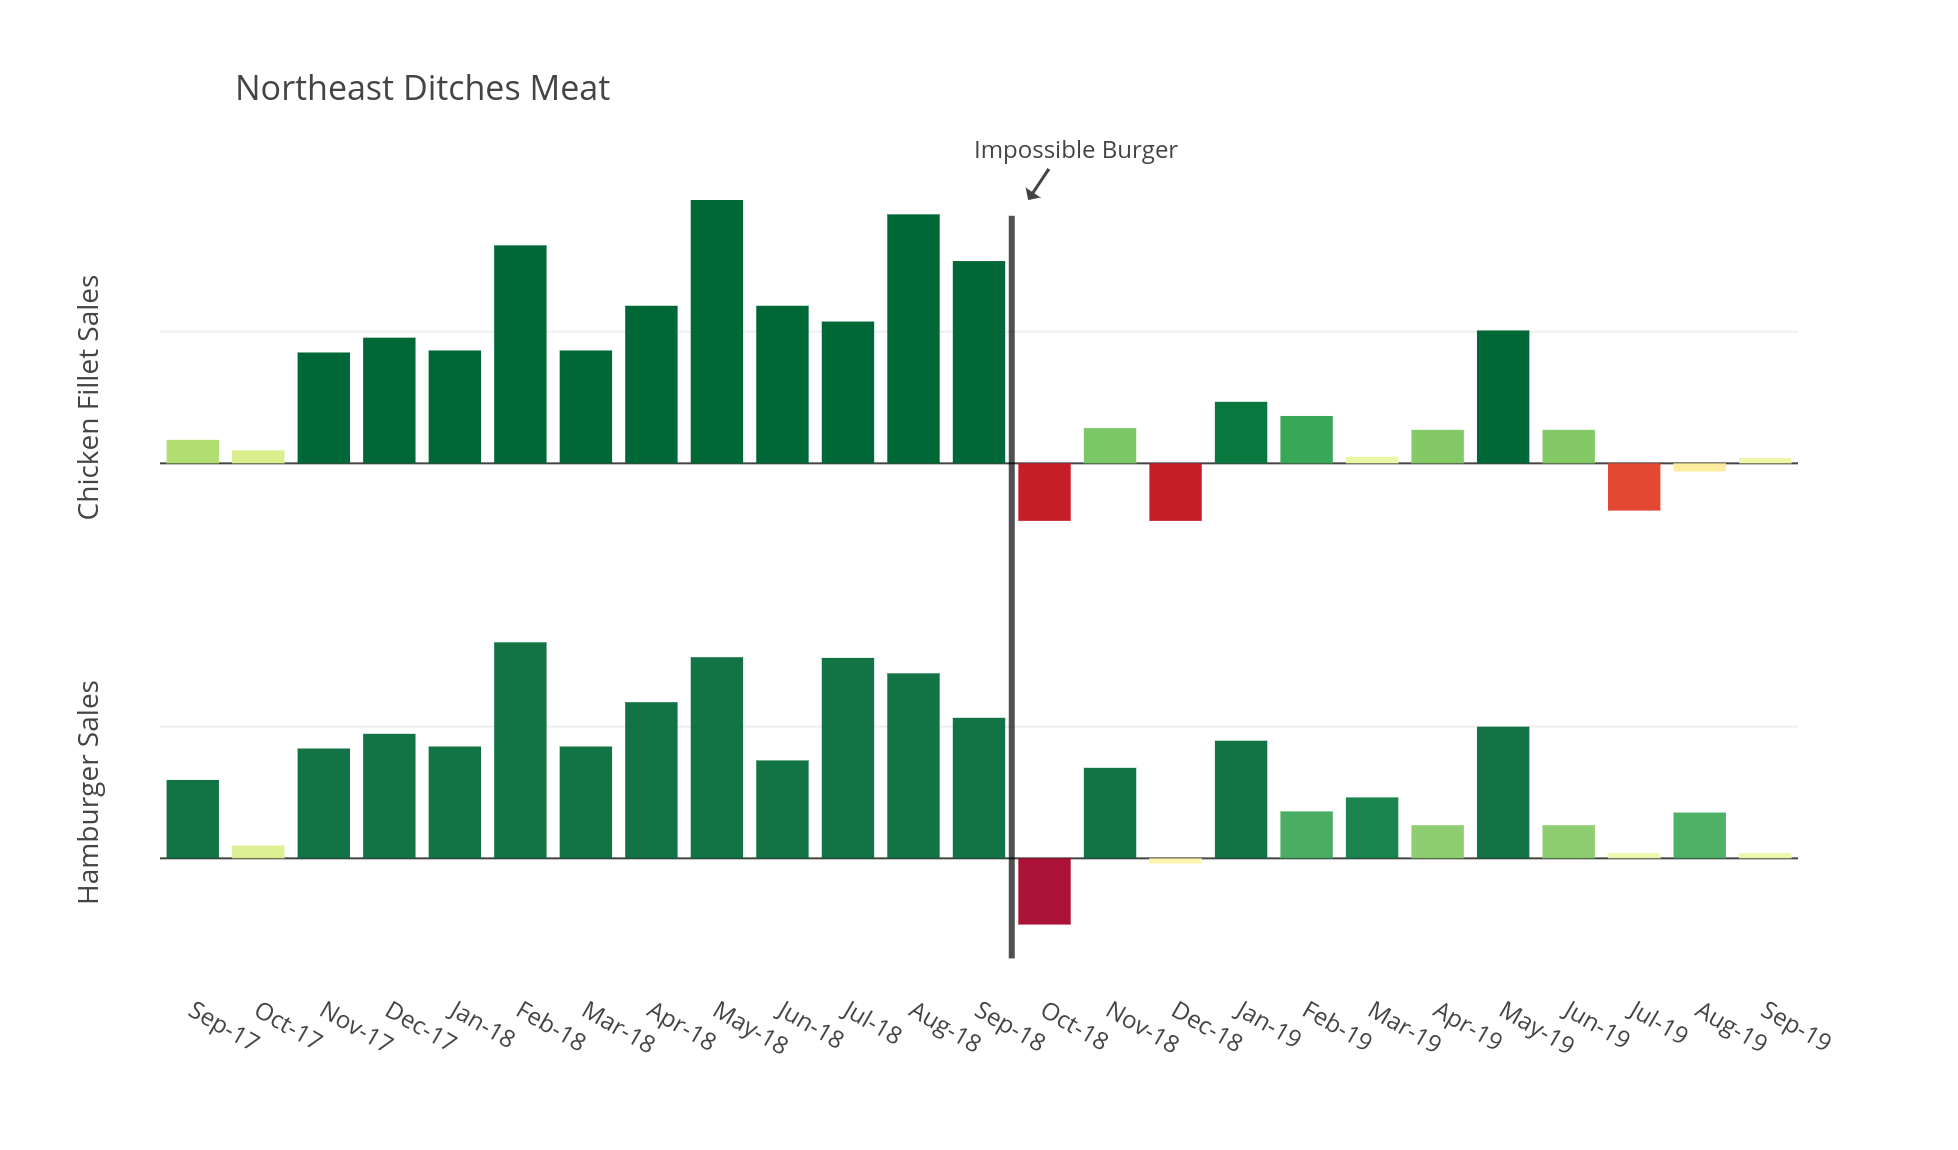 Northeast Ditches Meat
Impossible Burger
Chicken Fillet Sales
Hamburger Sales
Sep-17
Oct-17
Nov-17
Dec-17
Jan-18
Feb-18
Mar-18
Apr-18
May-18
Jun-18
Jul-18
Aug-18
Sep-18
Oct-18
Nov-18
Dec-18
Jan-19
Feb-19
Mar-19
Apr-19
May-19
Jun-19
Jul-19
Aug-19
Sep-19